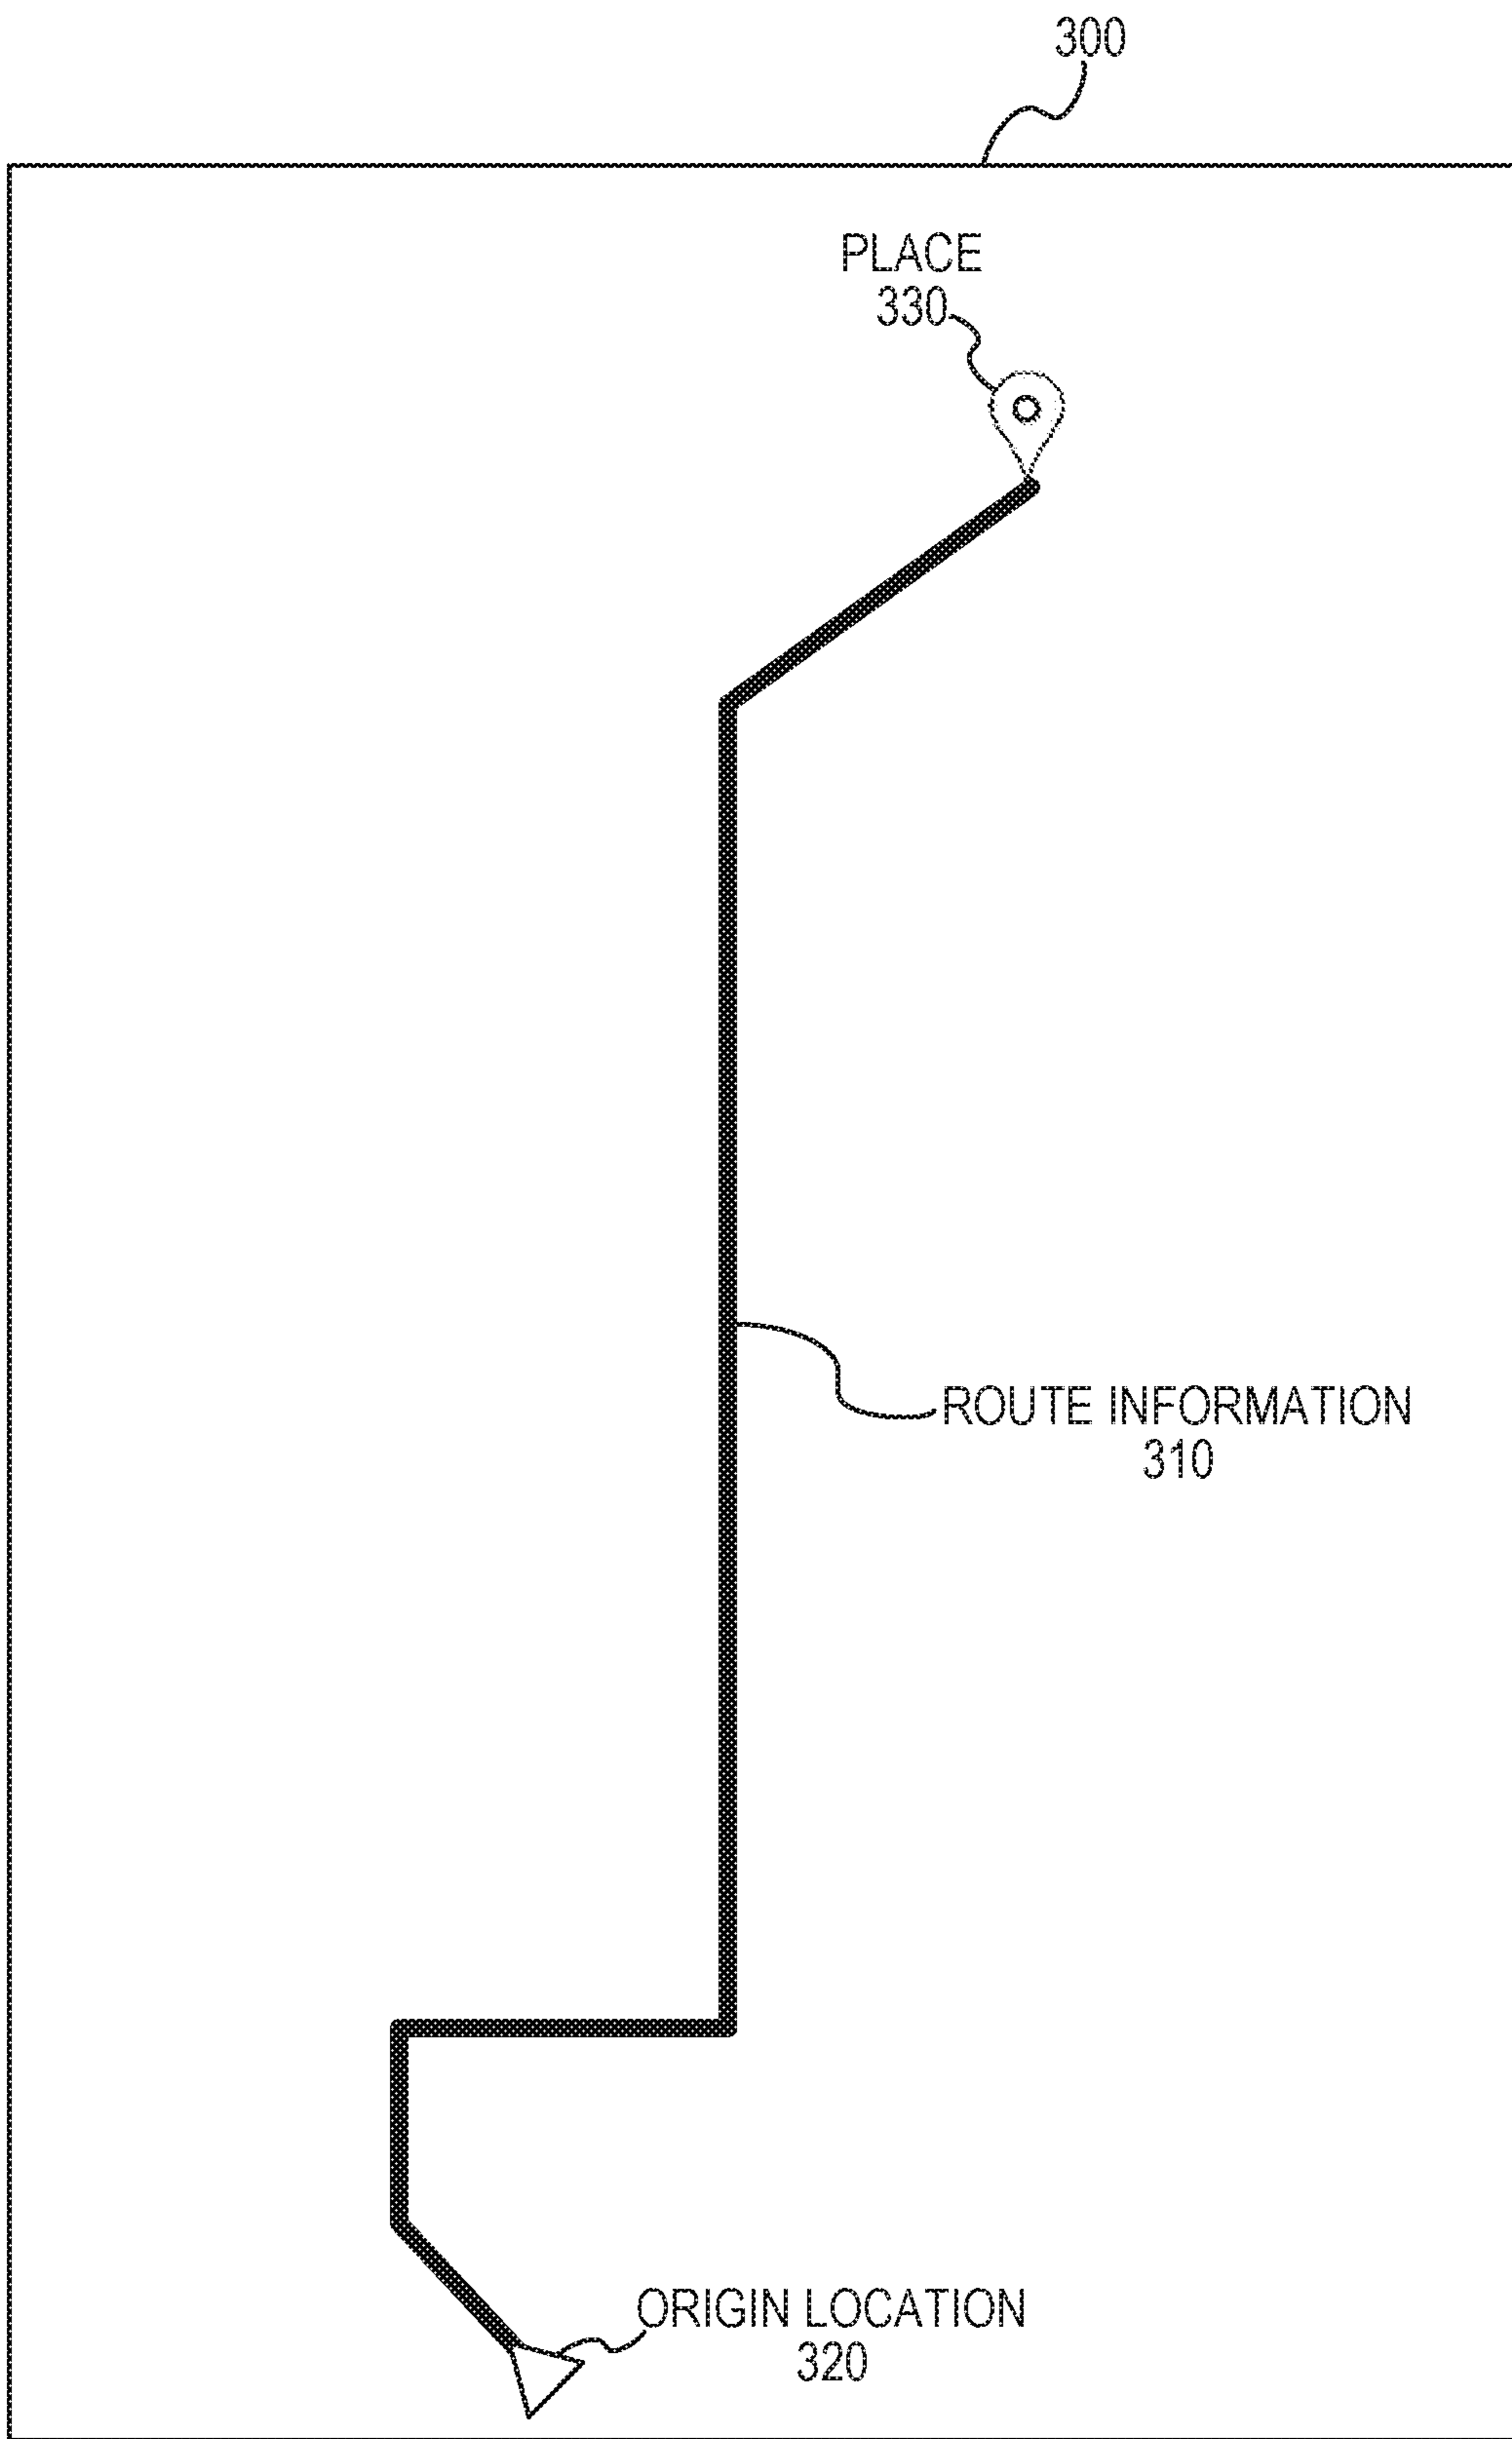 300
PLACE
330
ROUTE INFORMATION
310
ORIGIN LOCATION
320